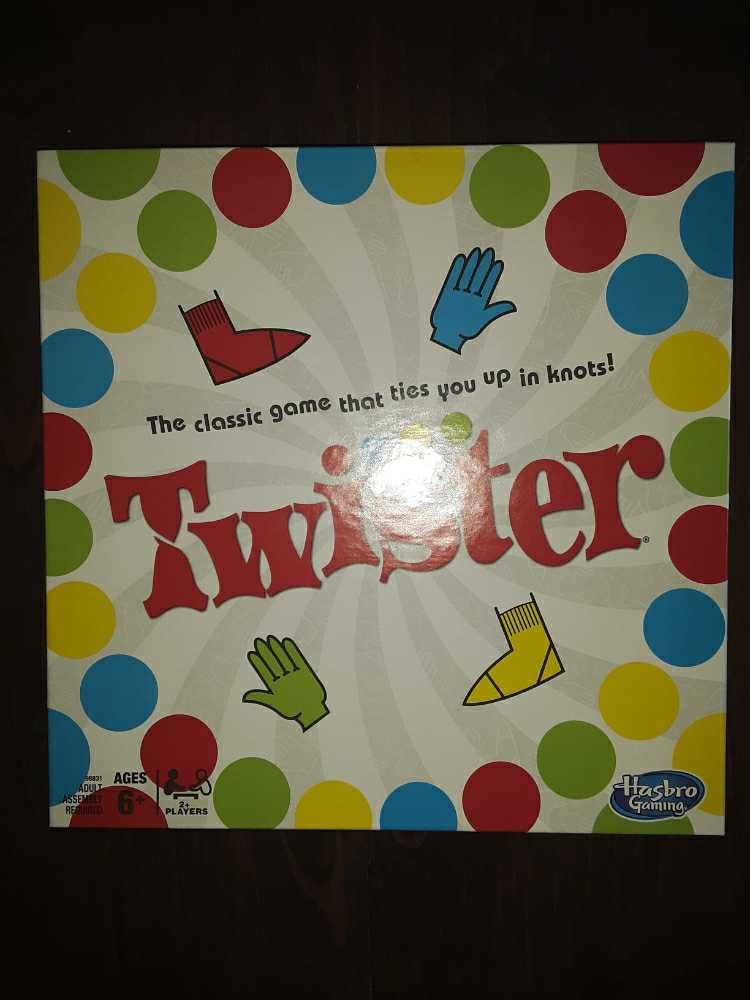 The classic game that ties you up in knots!
Twister®
98831
ADULT
ASSEMBLY
REQUIRED
AGES
6+
2+
PLAYERS
Hasbro
Gaming®